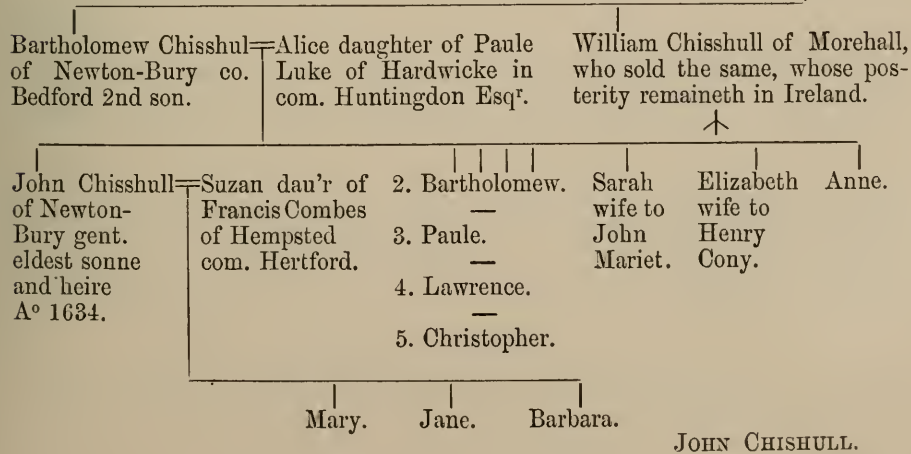 Bartholomew Chisshul
of Newton-Bury co.
Bedford 2nd son.
Alice daughter of Paule
Luke of Hardwicke in
com. Huntingdon Esqʳ.
William Chisshull of Morehall,
who sold the same, whose pos-
terity remaineth in Ireland.
John Chisshull
of Newton-
Bury gent.
eldest sonne
and heire
Aº 1634.
Suzan dau'r of
Francis Combes
of Hempsted
com. Hertford.
2. Bartholomew.
—
3. Paule.
—
4. Lawrence.
—
5. Christopher.
Sarah
wife to
John
Mariet.
Elizabeth
wife to
Henry
Cony.
Anne.
Mary.
Jane.
Barbara.
JOHN CHISHULL.